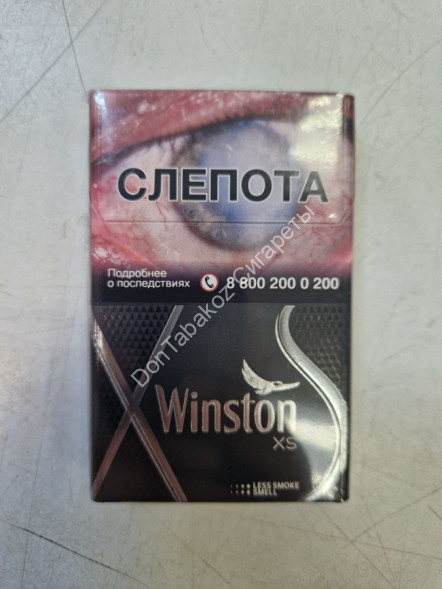 СЛЕПОТА
Подробнее
о последствиях
8 800 200 0 200
DonTabakoz Сигареты
Winston
XS
LESS SMOKE
SMELL